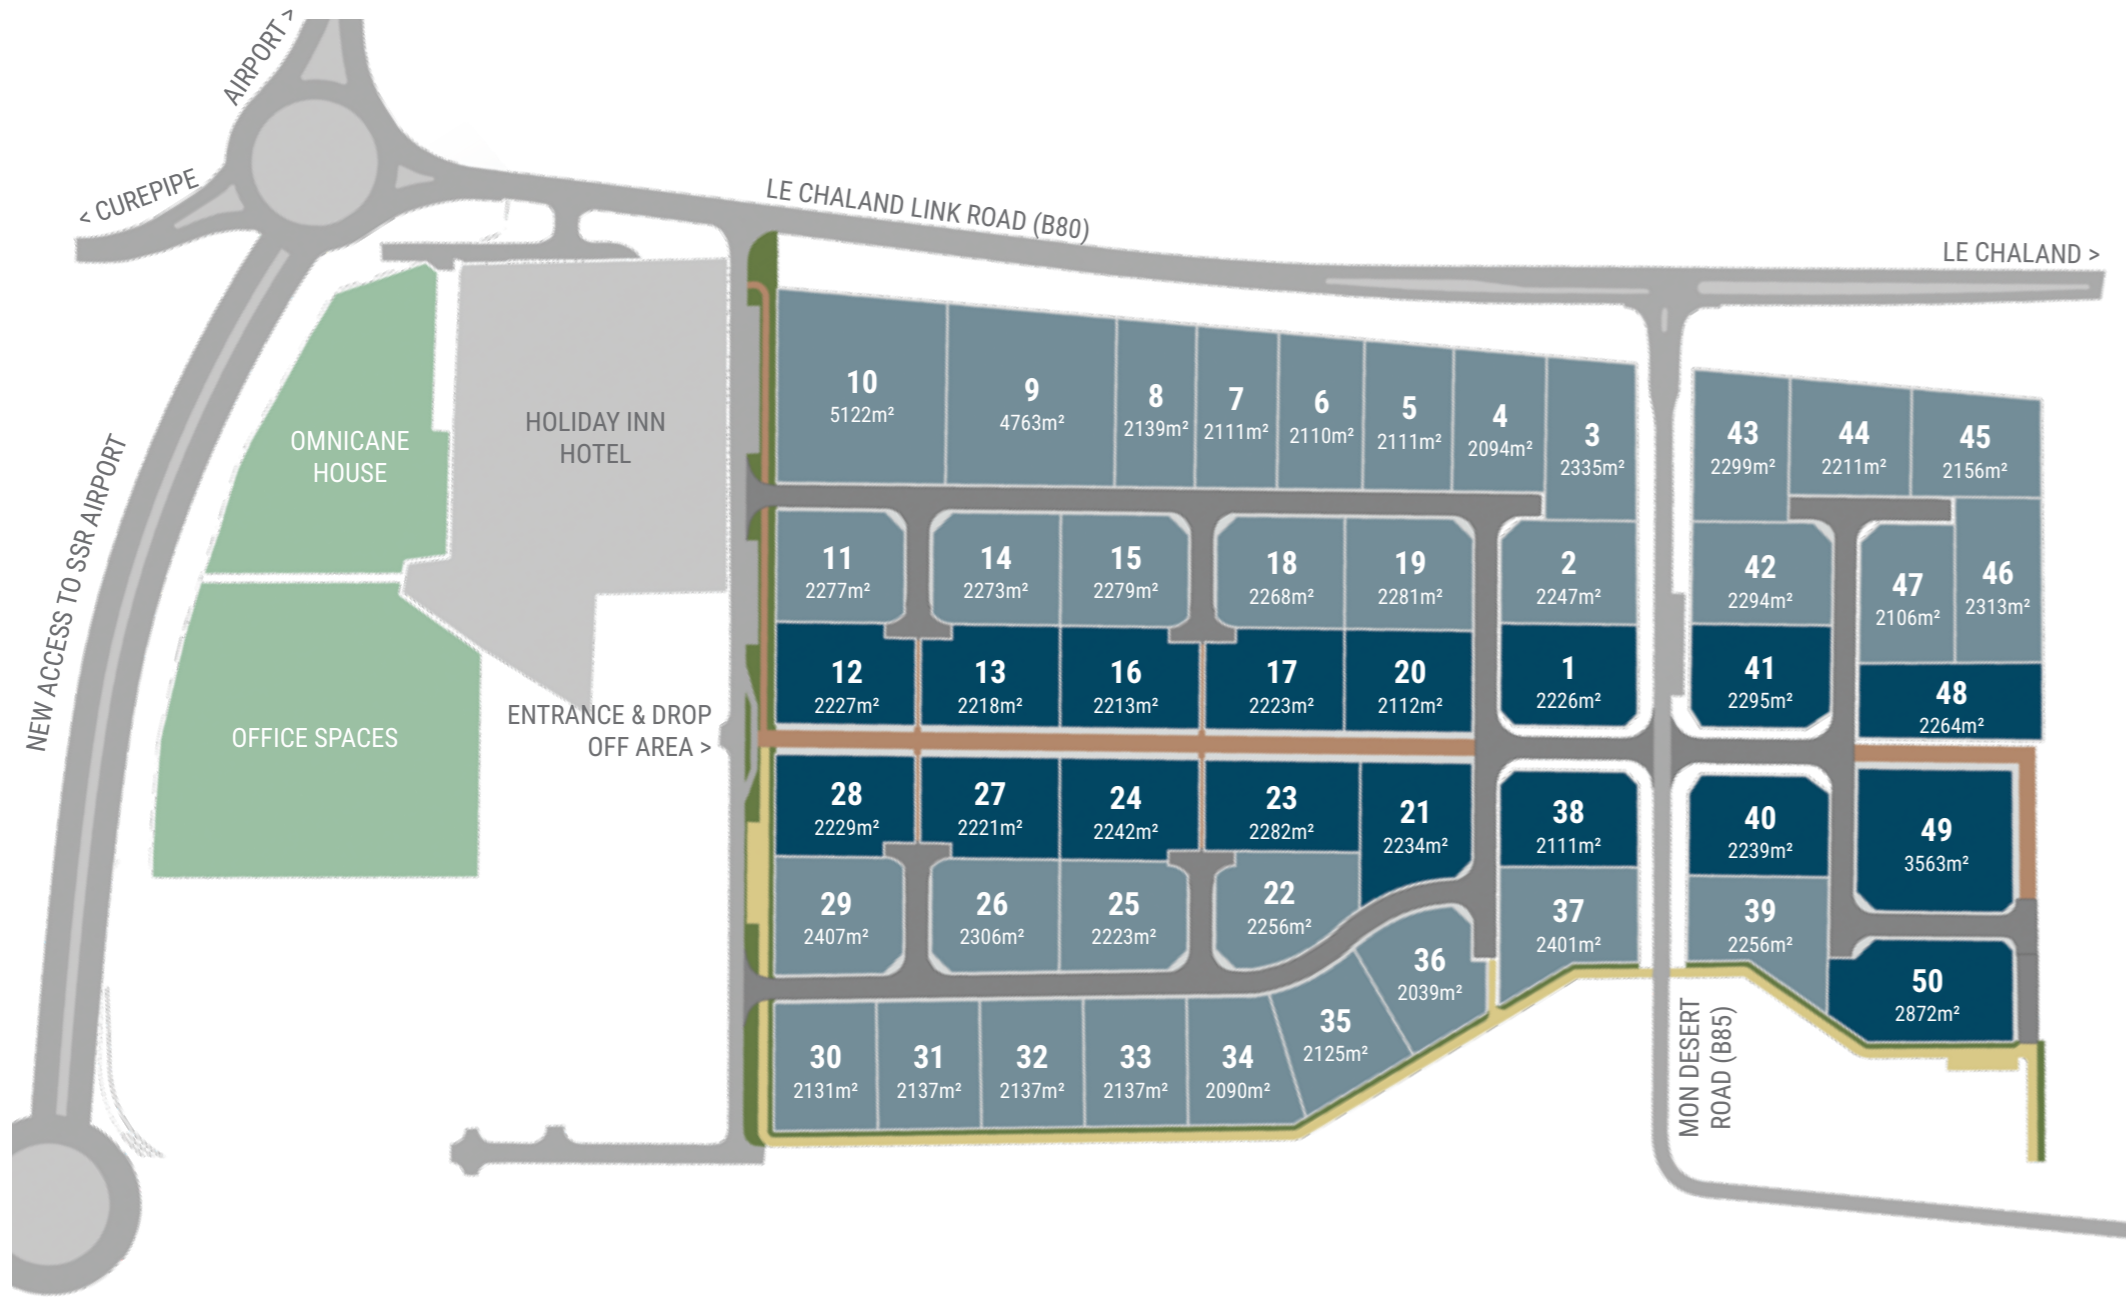 AIRPORT >
< CUREPIPE
LE CHALAND LINK ROAD (B80)
LE CHALAND >
NEW ACCESS TO SSR AIRPORT
OMNICANE
HOUSE
HOLIDAY INN
HOTEL
OFFICE SPACES
ENTRANCE & DROP
OFF AREA >
10
5122m²
9
4763m²
8
2139m²
7
2111m²
6
2110m²
5
2111m²
4
2094m²
3
2335m²
43
2299m²
44
2211m²
45
2156m²
11
2277m²
14
2273m²
15
2279m²
18
2268m²
19
2281m²
2
2247m²
42
2294m²
47
2106m²
46
2313m²
12
2227m²
13
2218m²
16
2213m²
17
2223m²
20
2112m²
1
2226m²
41
2295m²
48
2264m²
28
2229m²
27
2221m²
24
2242m²
23
2282m²
21
2234m²
38
2111m²
40
2239m²
49
3563m²
29
2407m²
26
2306m²
25
2223m²
22
2256m²
36
2039m²
37
2401m²
39
2256m²
50
2872m²
30
2131m²
31
2137m²
32
2137m²
33
2137m²
34
2090m²
35
2125m²
MON DESERT
ROAD (B85)